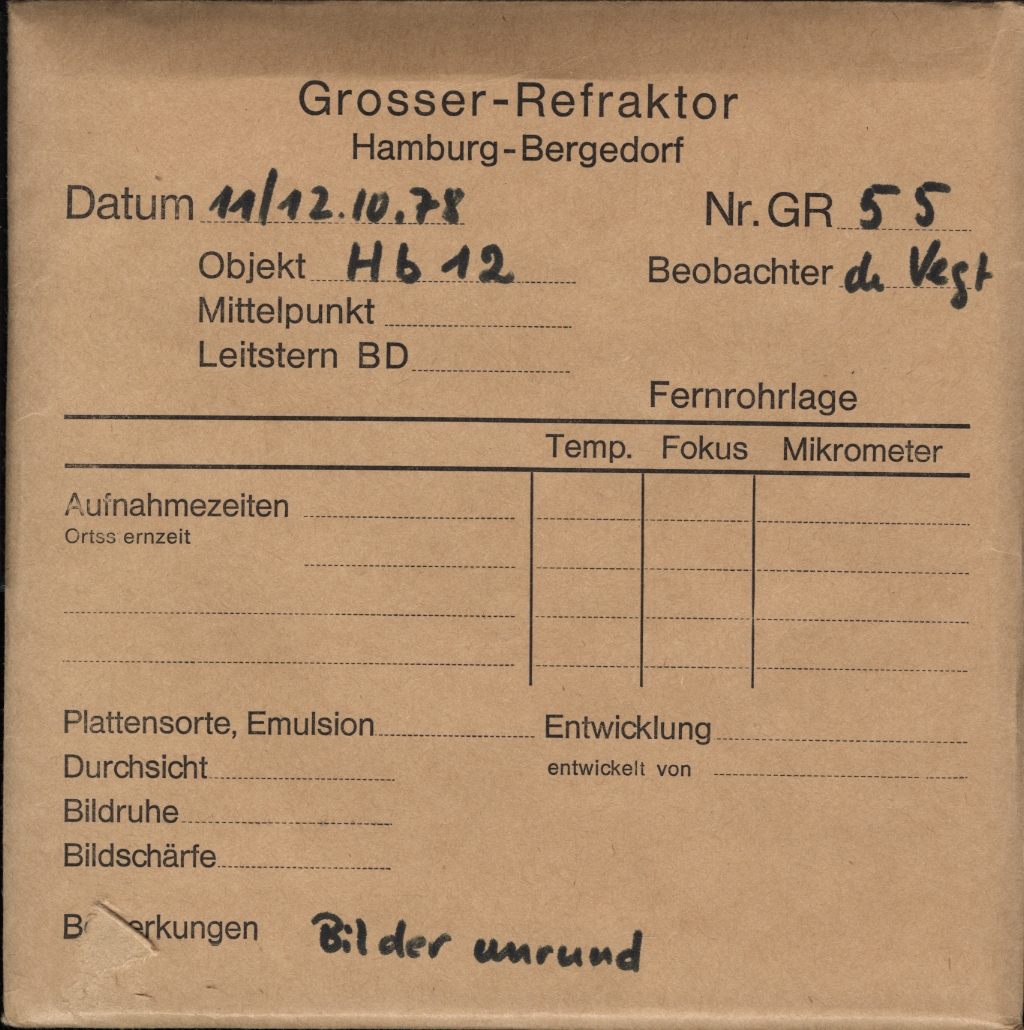 Grosser-Refraktor
Hamburg-Bergedorf
Datum 11/12.10.78 Nr. GR 55
Objekt Hb 12 Beobachter de Vegt
Mittelpunkt
Leitstern BD
Fernrohrlage
Temp. Fokus Mikrometer
Aufnahmezeiten
Ortss ernzeit
Plattensorte, Emulsion Entwicklung
Durchsicht entwickelt von
Bildruhe
Bildschärfe
Be erkungen Bilder unrund